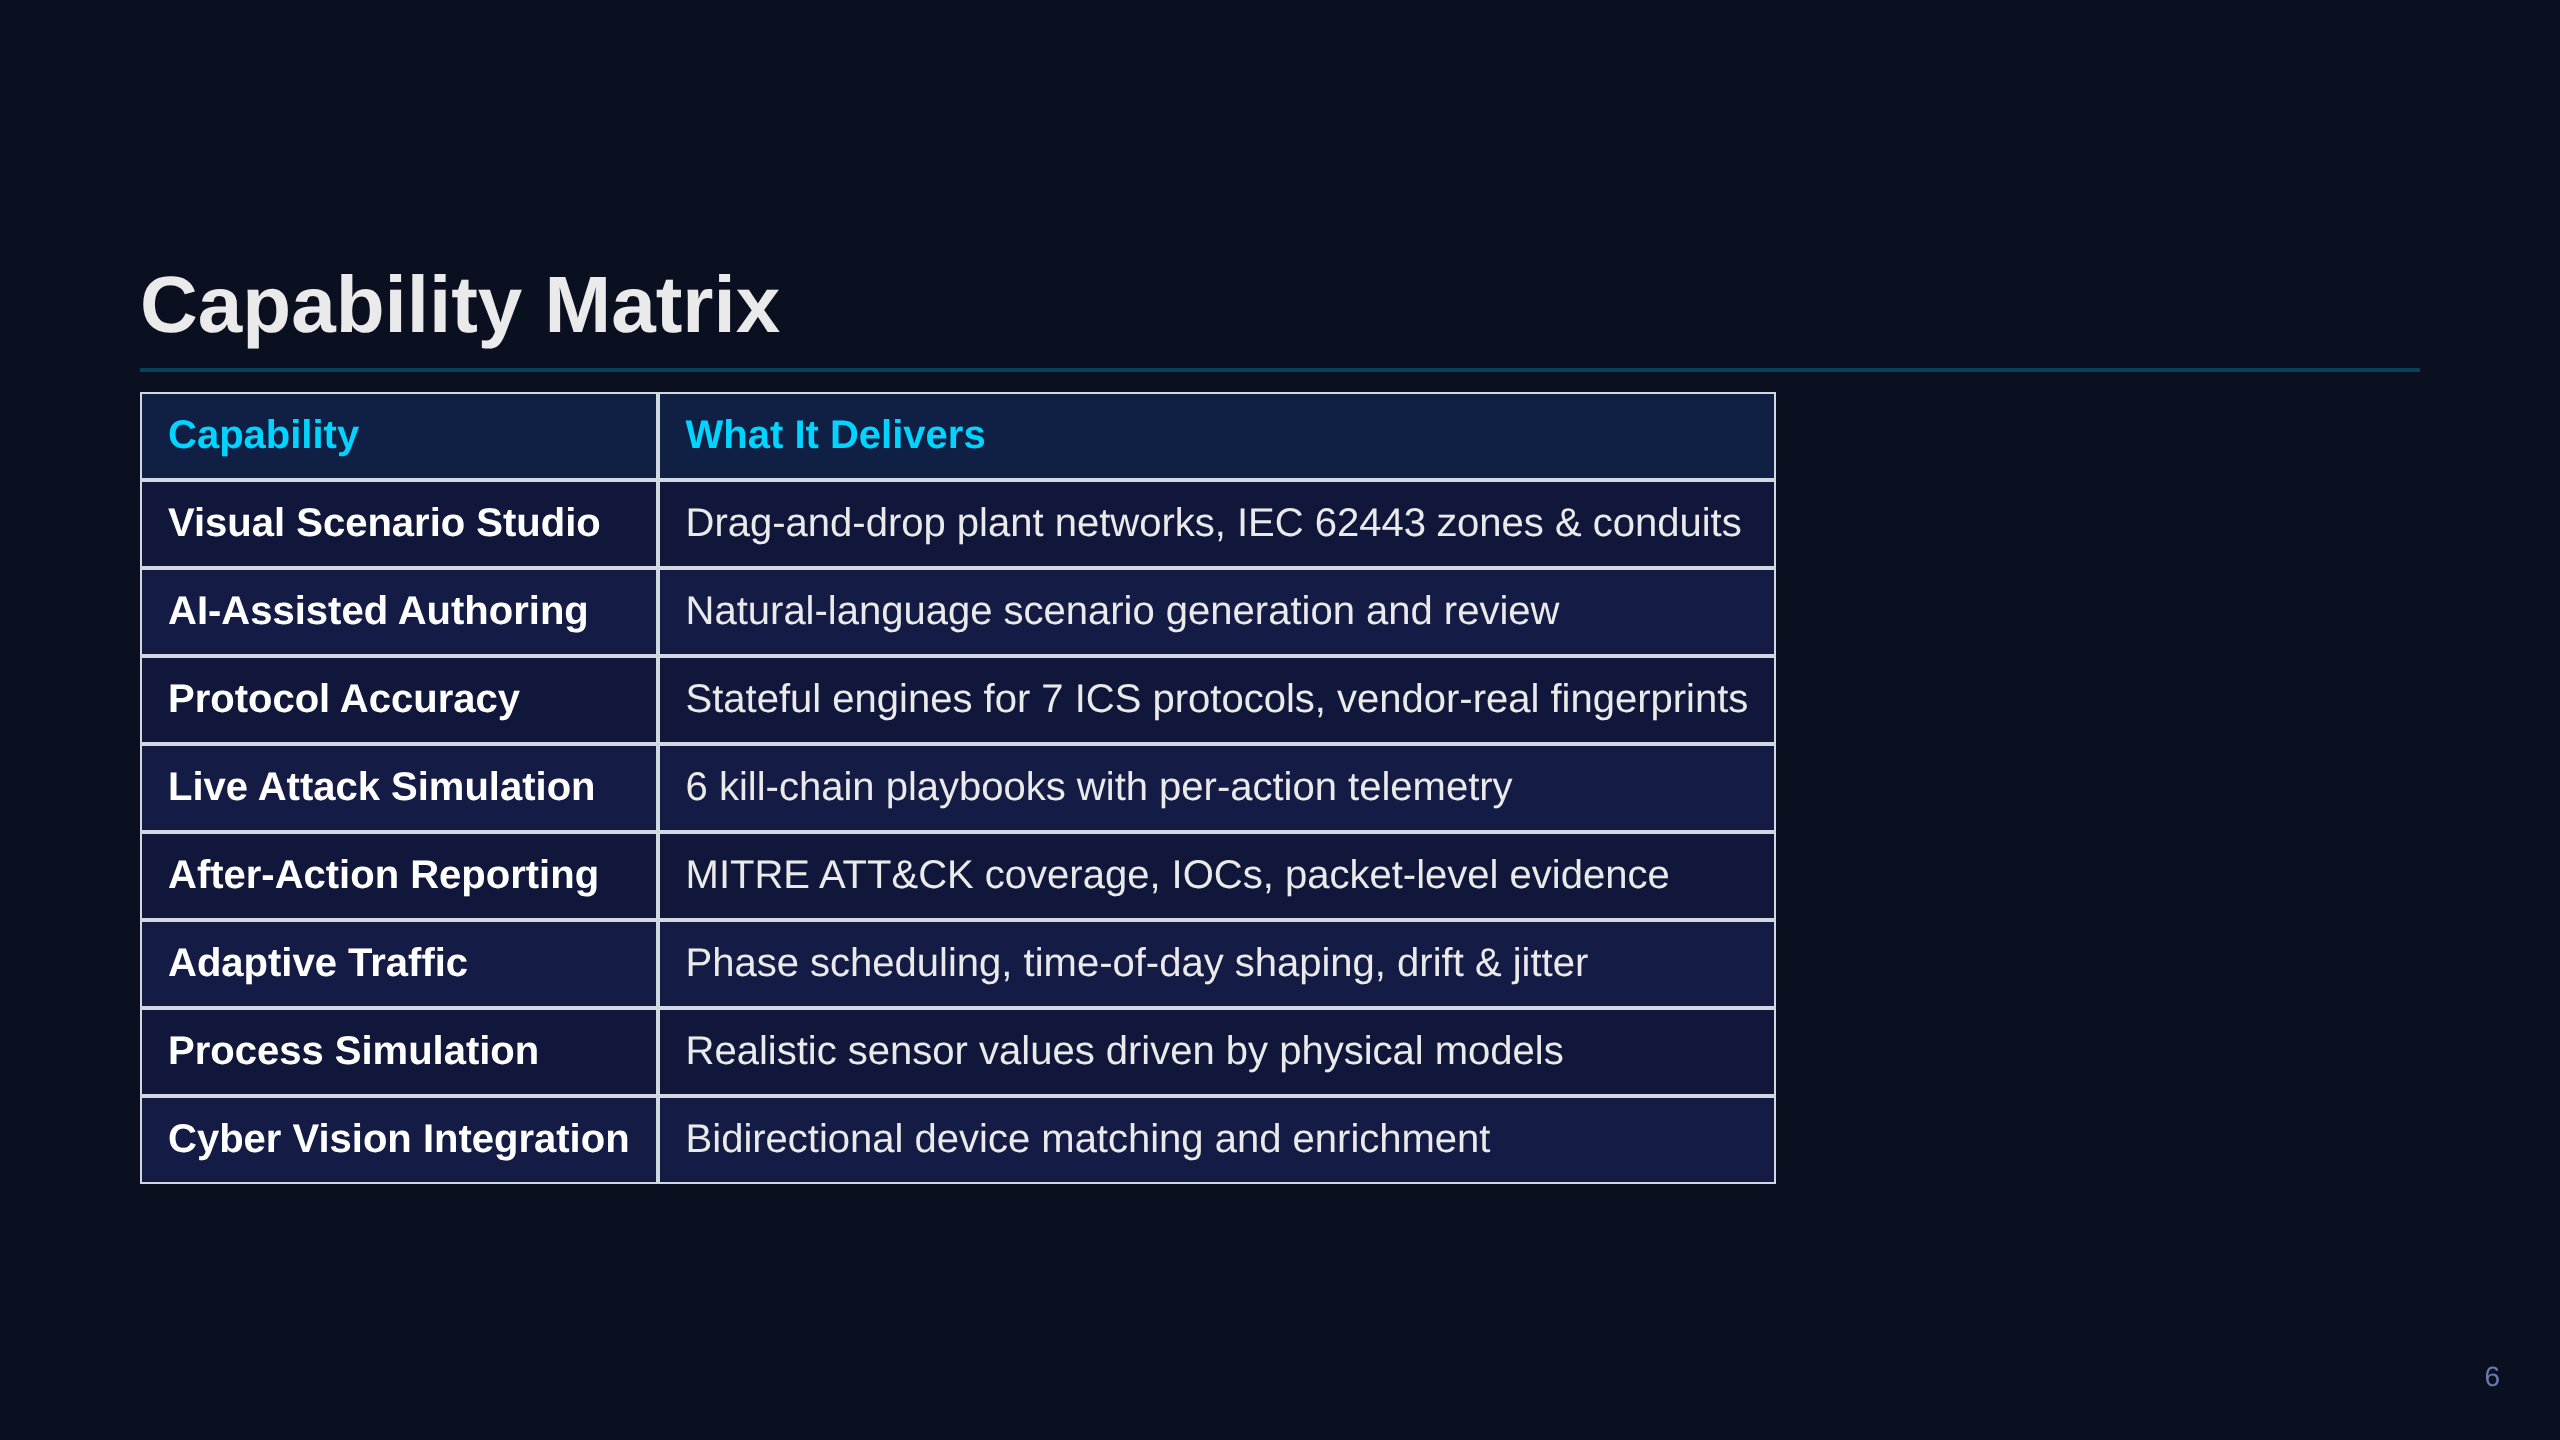 Capability Matrix
Capability What It Delivers
Visual Scenario Studio Drag-and-drop plant networks, IEC 62443 zones & conduits
AI-Assisted Authoring Natural-language scenario generation and review
Protocol Accuracy Stateful engines for 7 ICS protocols, vendor-real fingerprints
Live Attack Simulation 6 kill-chain playbooks with per-action telemetry
After-Action Reporting MITRE ATT&CK coverage, IOCs, packet-level evidence
Adaptive Traffic Phase scheduling, time-of-day shaping, drift & jitter
Process Simulation Realistic sensor values driven by physical models
Cyber Vision Integration Bidirectional device matching and enrichment
6